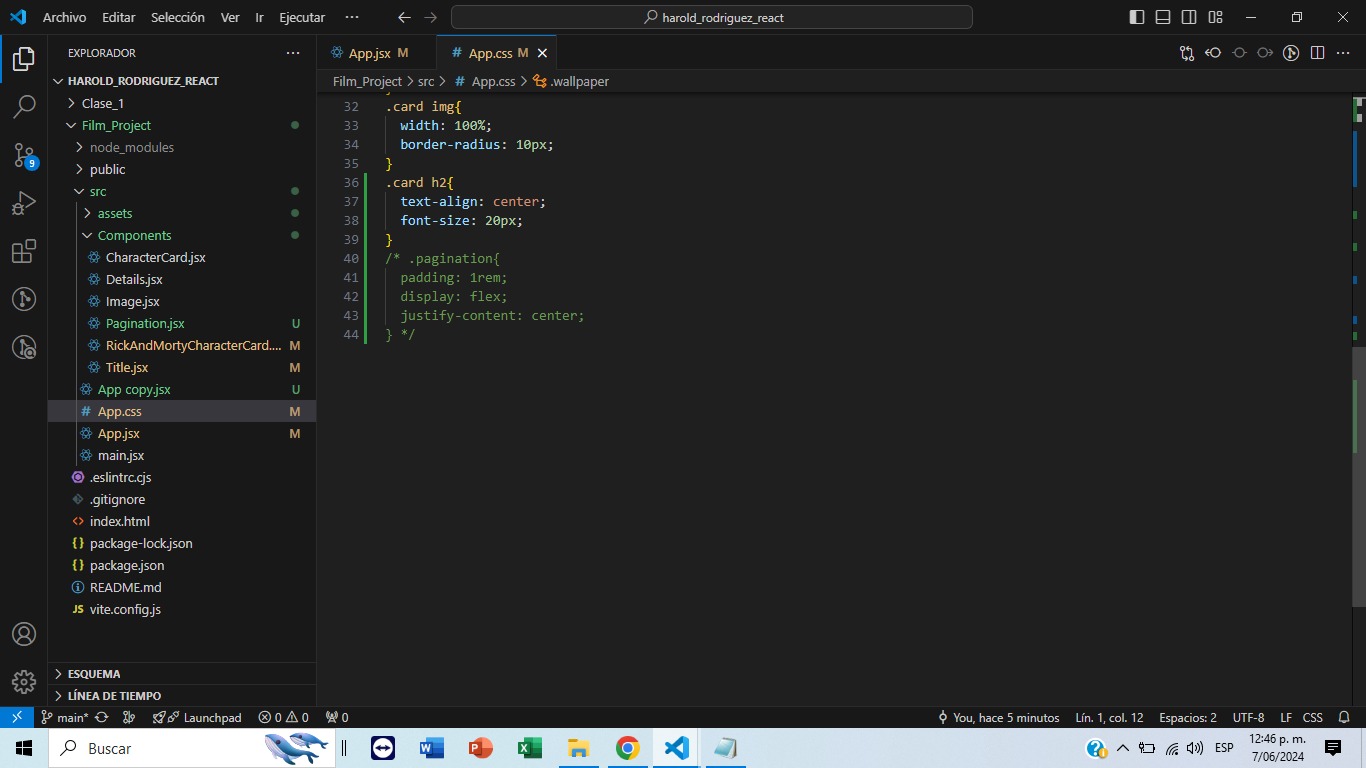 Archivo Editar Selección Ver Ir Ejecutar ··· harold_rodriguez_react
EXPLORADOR ···
HAROLD_RODRIGUEZ_REACT
Clase_1
Film_Project
node_modules
public
src
assets
Components
CharacterCard.jsx
Details.jsx
Image.jsx
Pagination.jsx U
RickAndMortyCharacterCard.... M
Title.jsx M
App copy.jsx U
# App.css M
App.jsx M
main.jsx
.eslintrc.cjs
.gitignore
<> index.html
{} package-lock.json
{} package.json
README.md
JS vite.config.js
ESQUEMA
LÍNEA DE TIEMPO
9
App.jsx M # App.css M
Film_Project > src > # App.css > .wallpaper
32 .card img{
33 width: 100%;
34 border-radius: 10px;
35 }
36 .card h2{
37 text-align: center;
38 font-size: 20px;
39 }
40 /* .pagination{
41 padding: 1rem;
42 display: flex;
43 justify-content: center;
44 } */
main* Launchpad 0 0 0 You, hace 5 minutos Lín. 1, col. 12 Espacios: 2 UTF-8 LF CSS
Buscar ESP 12:46 p. m.
7/06/2024